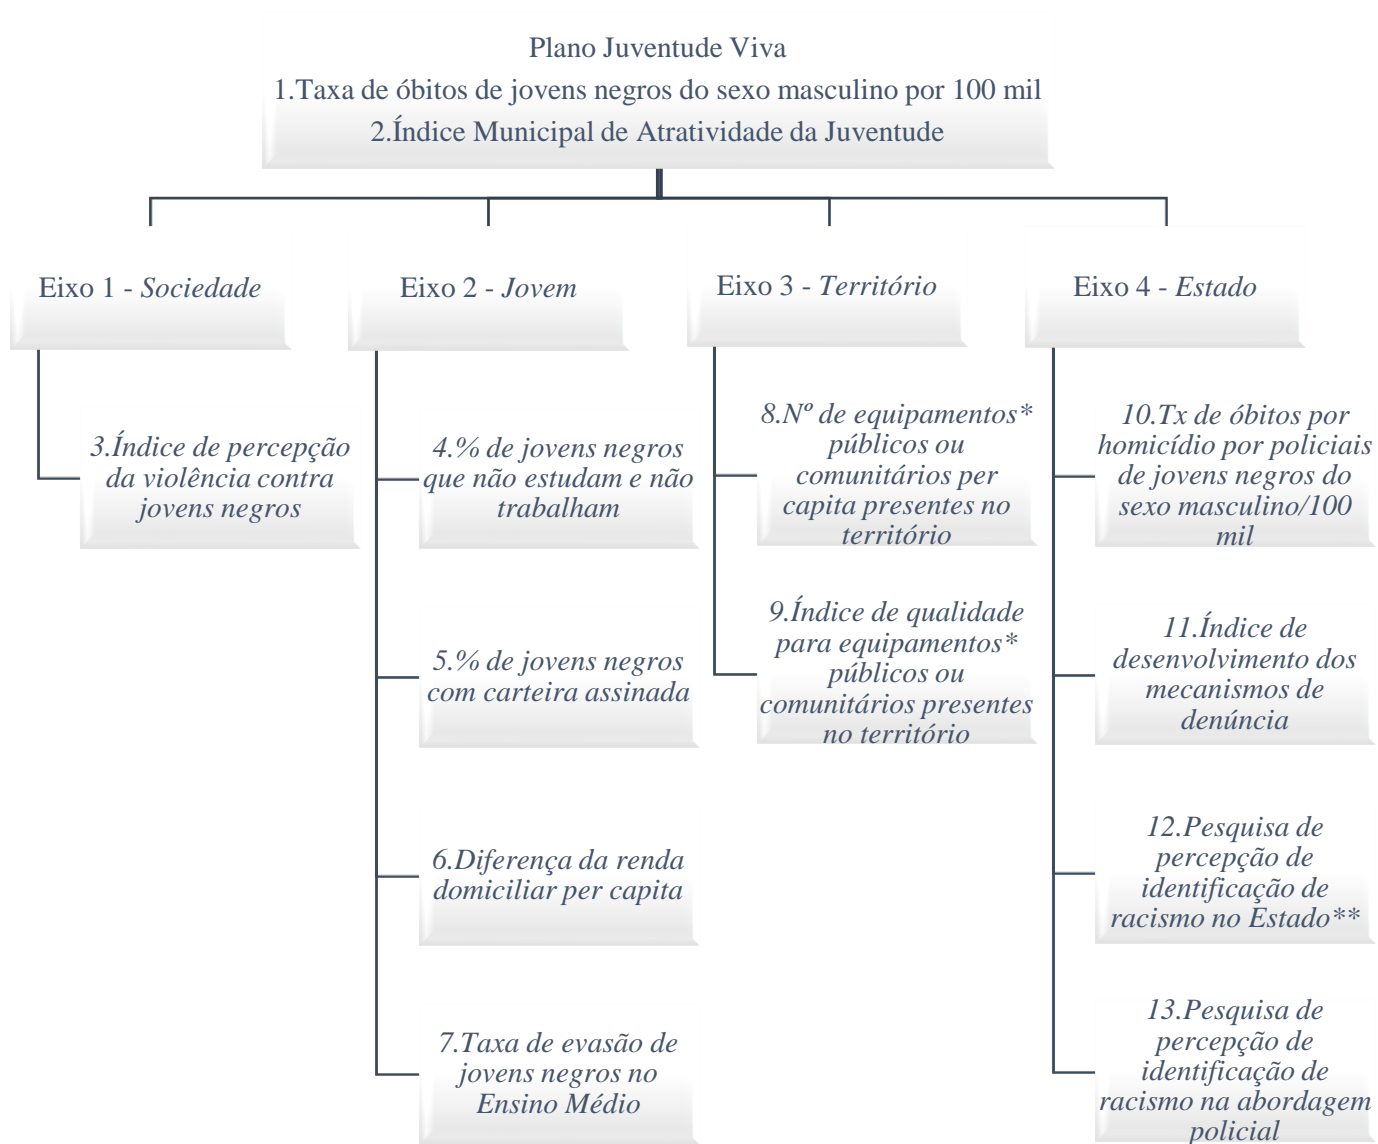 Plano Juventude Viva
1.Taxa de óbitos de jovens negros do sexo masculino por 100 mil
2.Índice Municipal de Atratividade da Juventude
Eixo 1 - Sociedade
3.Índice de percepção
da violência contra
jovens negros
Eixo 2 - Jovem
4.% de jovens negros
que não estudam e não
trabalham
5.% de jovens negros
com carteira assinada
6.Diferença da renda
domiciliar per capita
7.Taxa de evasão de
jovens negros no
Ensino Médio
Eixo 3 - Território
8.Nº de equipamentos*
públicos ou
comunitários per
capita presentes no
território
9.Índice de qualidade
para equipamentos*
públicos ou
comunitários presentes
no território
Eixo 4 - Estado
10.Tx de óbitos por
homicídio por policiais
de jovens negros do
sexo masculino/100
mil
11.Índice de
desenvolvimento dos
mecanismos de
denúncia
12.Pesquisa de
percepção de
identificação de
racismo no Estado**
13.Pesquisa de
percepção de
identificação de
racismo na abordagem
policial